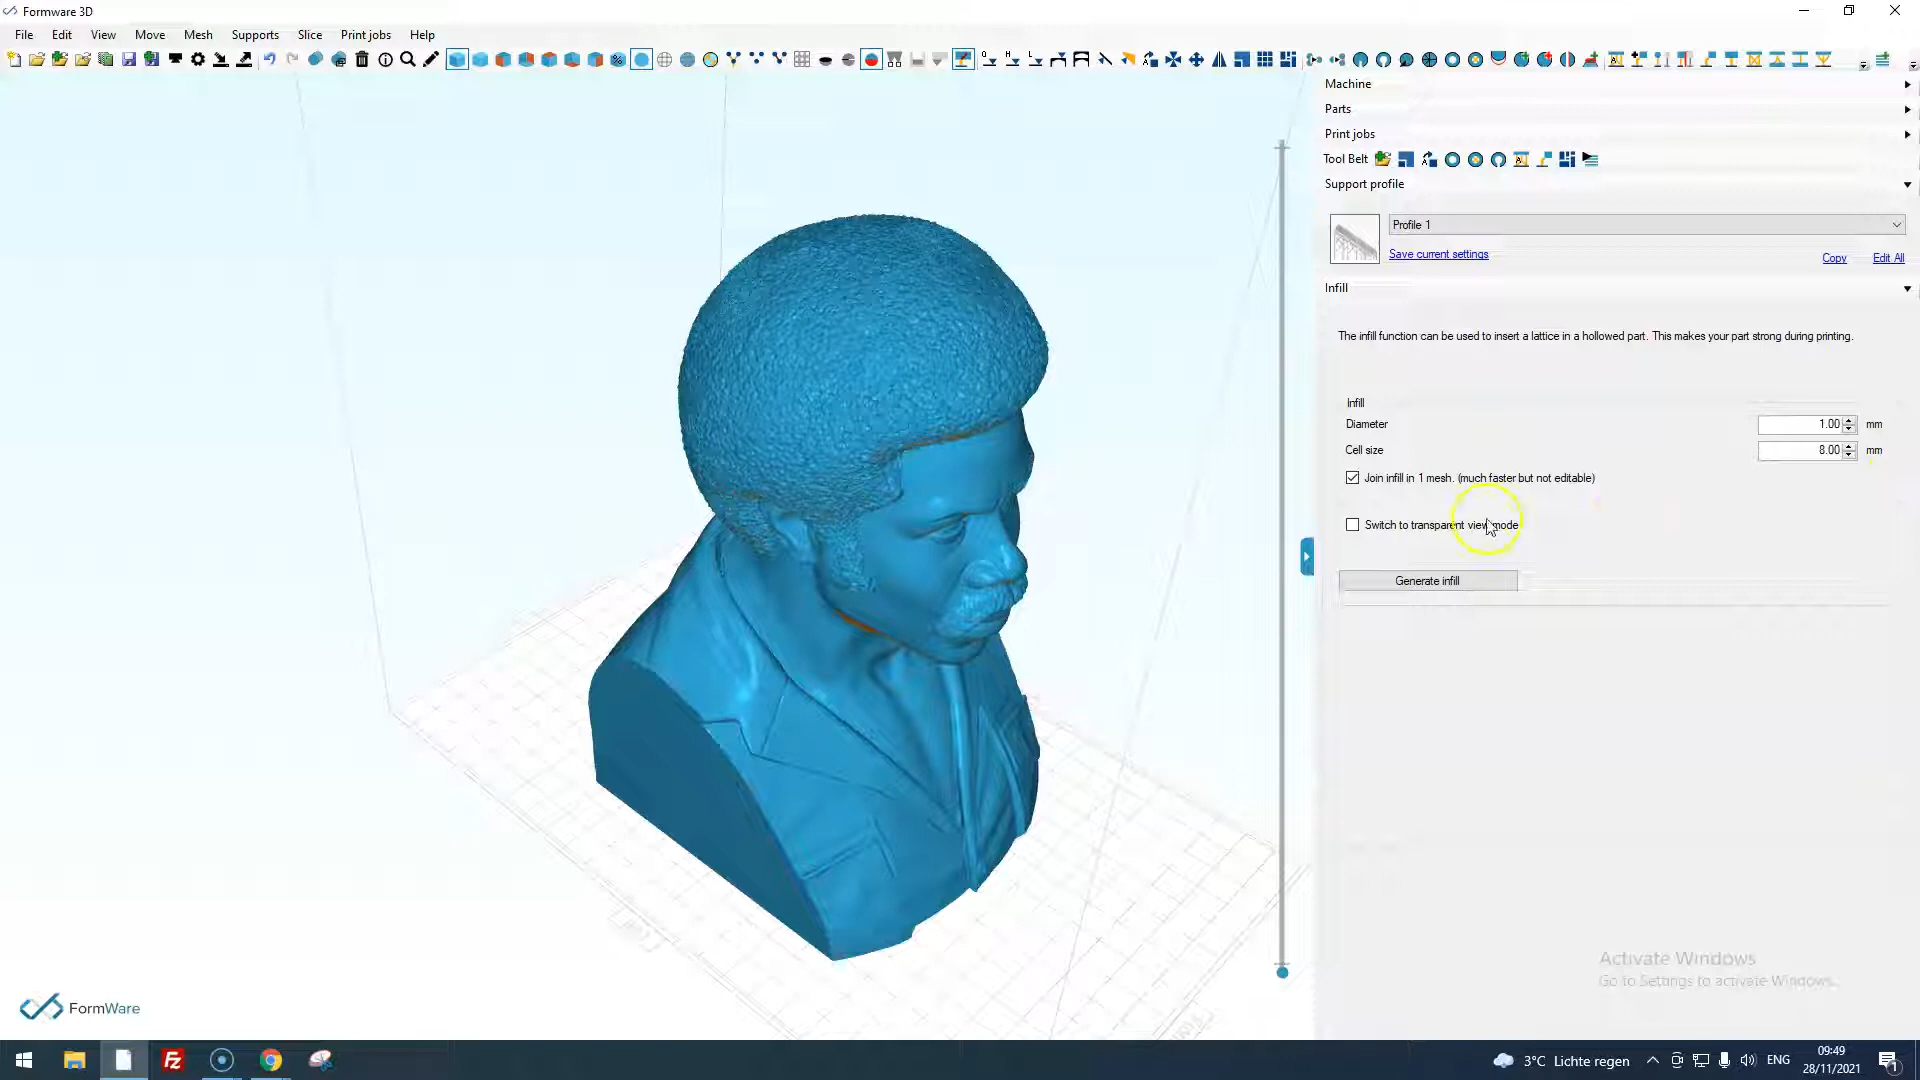 Formware 3D
File Edit View Move Mesh Supports Slice Print jobs Help
Machine
Parts
Print jobs
Tool Belt
Support profile
Profile 1
Save current settings
Copy Edit All
Infill
The infill function can be used to insert a lattice in a hollowed part. This makes your part strong during printing.
Infill
Diameter 1.00 mm
Cell size 8.00 mm
Join infill in 1 mesh. (much faster but not editable)
Switch to transparent view mode
Generate infill
Activate Windows
Go to Settings to activate Windows.
FormWare
3°C Lichte regen ENG 09:49
28/11/2021